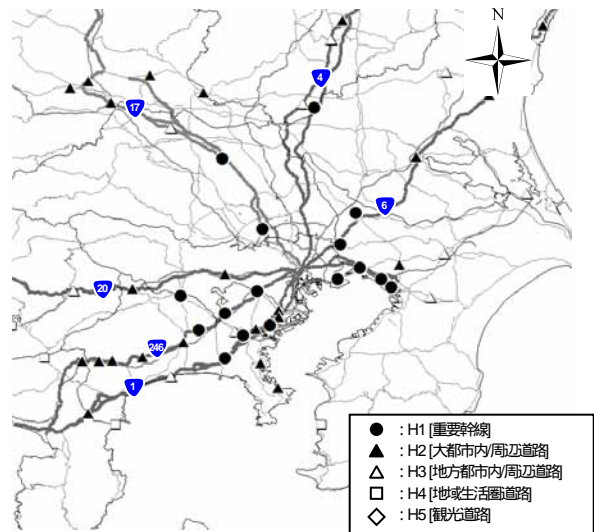 N
4
17
6
20
246
1
● : H1 [重要幹線]
▲ : H2 [大都市内/周辺道路]
△ : H3 [地方都市内/周辺道路]
□ : H4 [地域生活圏道路]
◇ : H5 [観光道路]